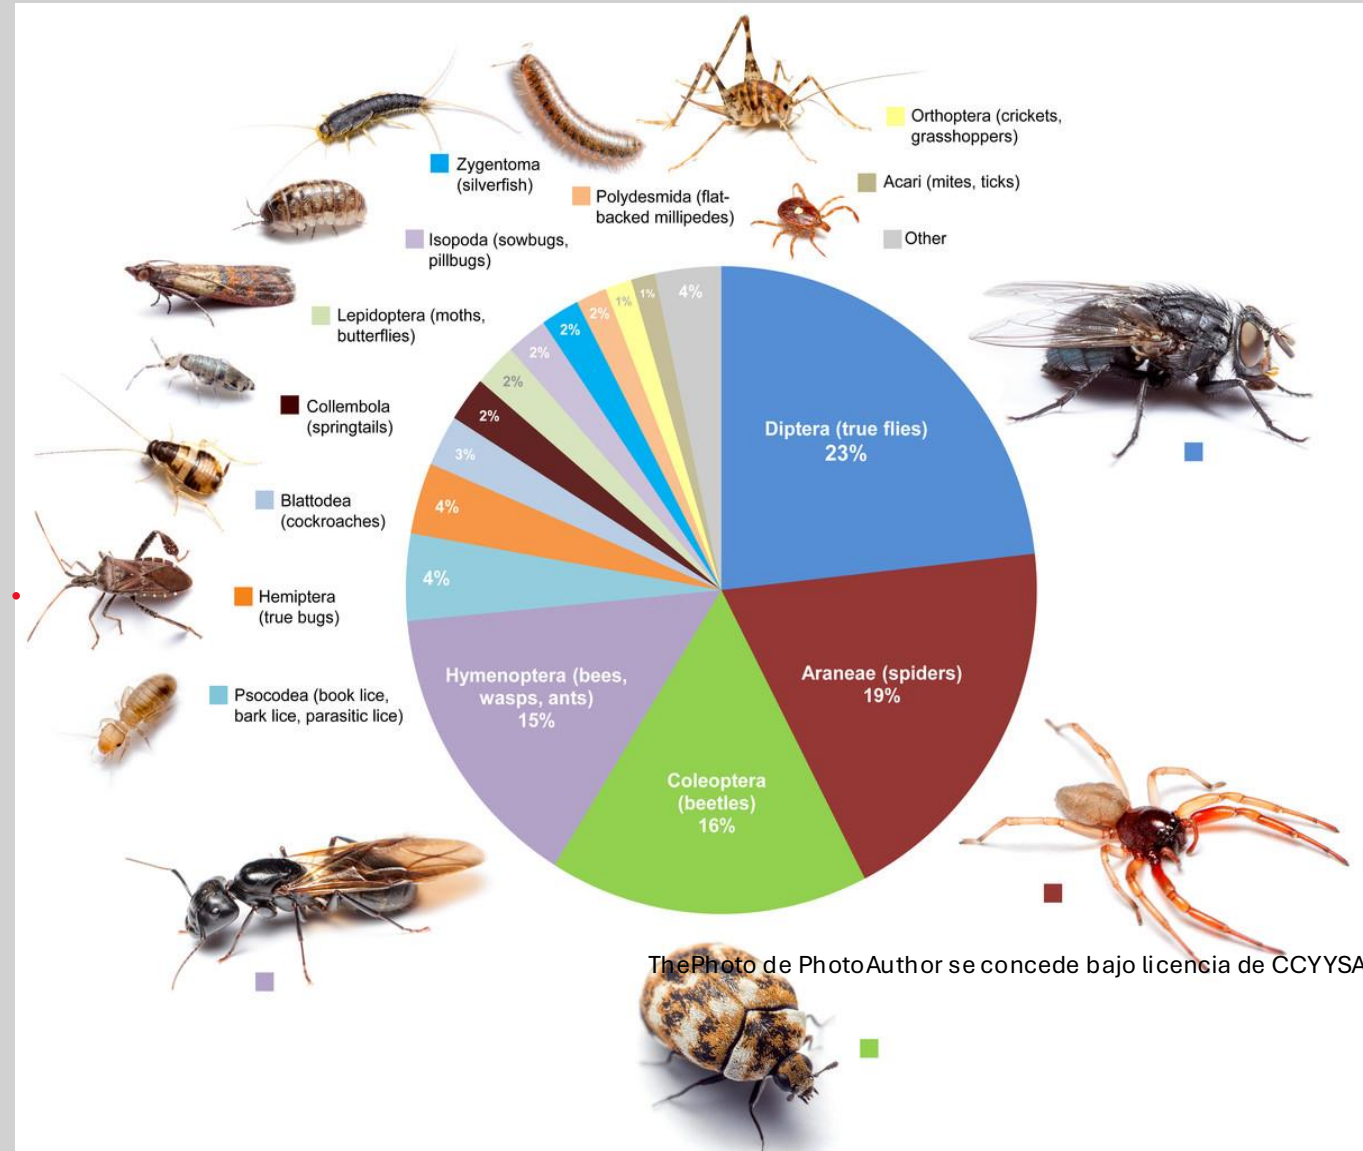 Orthoptera (crickets,
grasshoppers)
Zygentoma
(silverfish)
Polydesmida (flat-
backed millipedes)
Acari (mites, ticks)
Isopoda (sowbugs,
pillbugs)
Other
Lepidoptera (moths,
butterflies)
Collembola
(springtails)
Blattodea
(cockroaches)
Hemiptera
(true bugs)
Psocodea (book lice,
bark lice, parasitic lice)
4%
1%
1%
2%
2%
2%
2%
2%
3%
4%
4%
Diptera (true flies)
23%
Araneae (spiders)
19%
Hymenoptera (bees,
wasps, ants)
15%
Coleoptera
(beetles)
16%
ThePhoto de PhotoAuthor se concede bajo licencia de CCYYSA